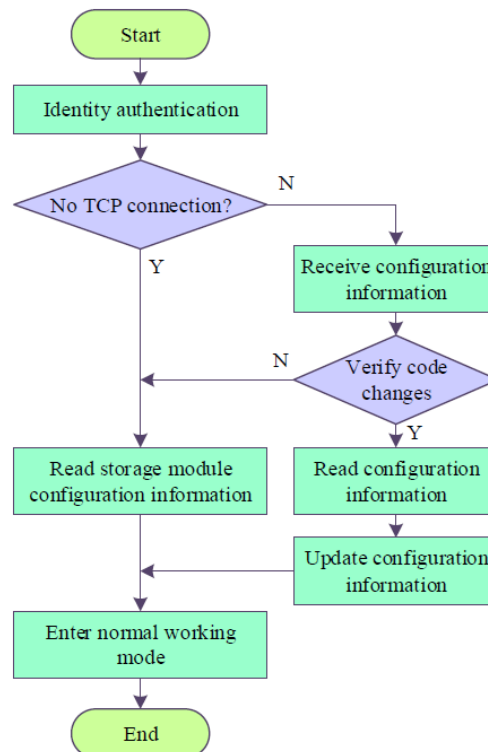 Start
Identity authentication
No TCP connection?
N
Y
Receive configuration
information
N
Verify code
changes
Y
Read storage module
configuration information
Read configuration
information
Update configuration
information
Enter normal working
mode
End